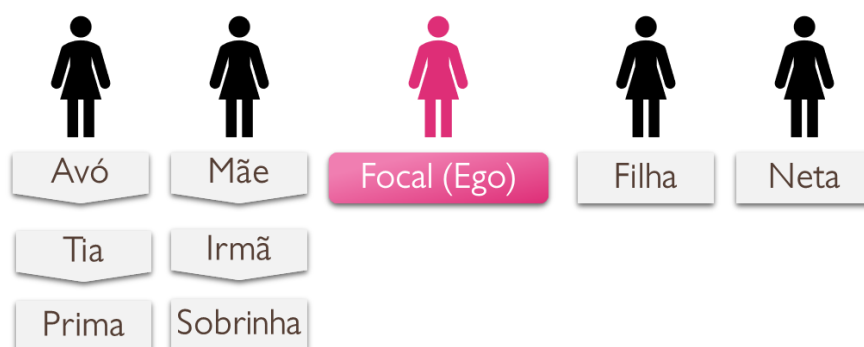 Avó
Mãe
Focal (Ego)
Filha
Neta
Tia
Irmã
Prima
Sobrinha